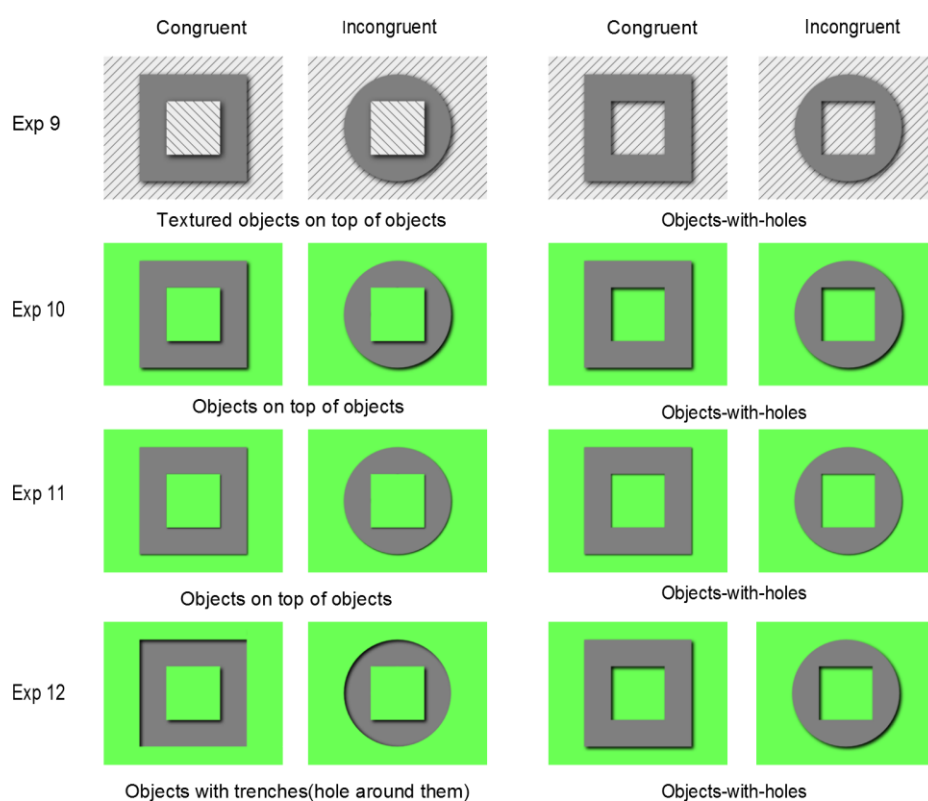 Congruent Incongruent Congruent Incongruent
Exp 9
Textured objects on top of objects Objects-with-holes
Exp 10
Objects on top of objects Objects-with-holes
Exp 11
Objects on top of objects Objects-with-holes
Exp 12
Objects with trenches(hole around them) Objects-with-holes